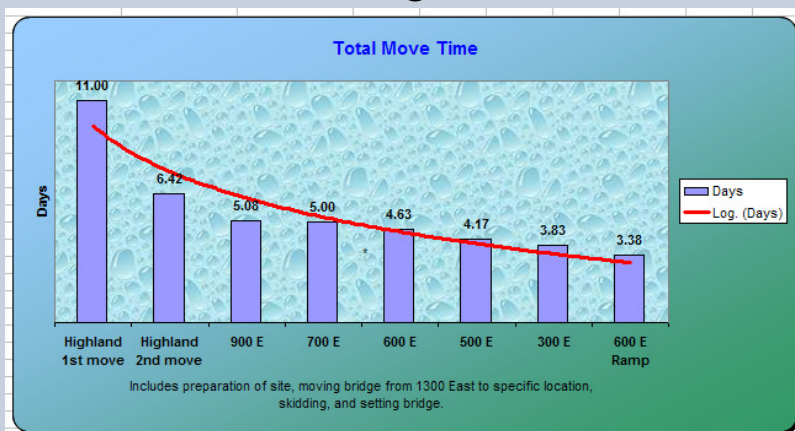 Total Move Time
11.00
6.42
5.08
5.00
4.63
4.17
3.83
3.38
*
Days
Days
Log. (Days)
Highland 1st move
Highland 2nd move
900 E
700 E
600 E
500 E
300 E
600 E Ramp
Includes preparation of site, moving bridge from 1300 East to specific location,
skidding, and setting bridge.